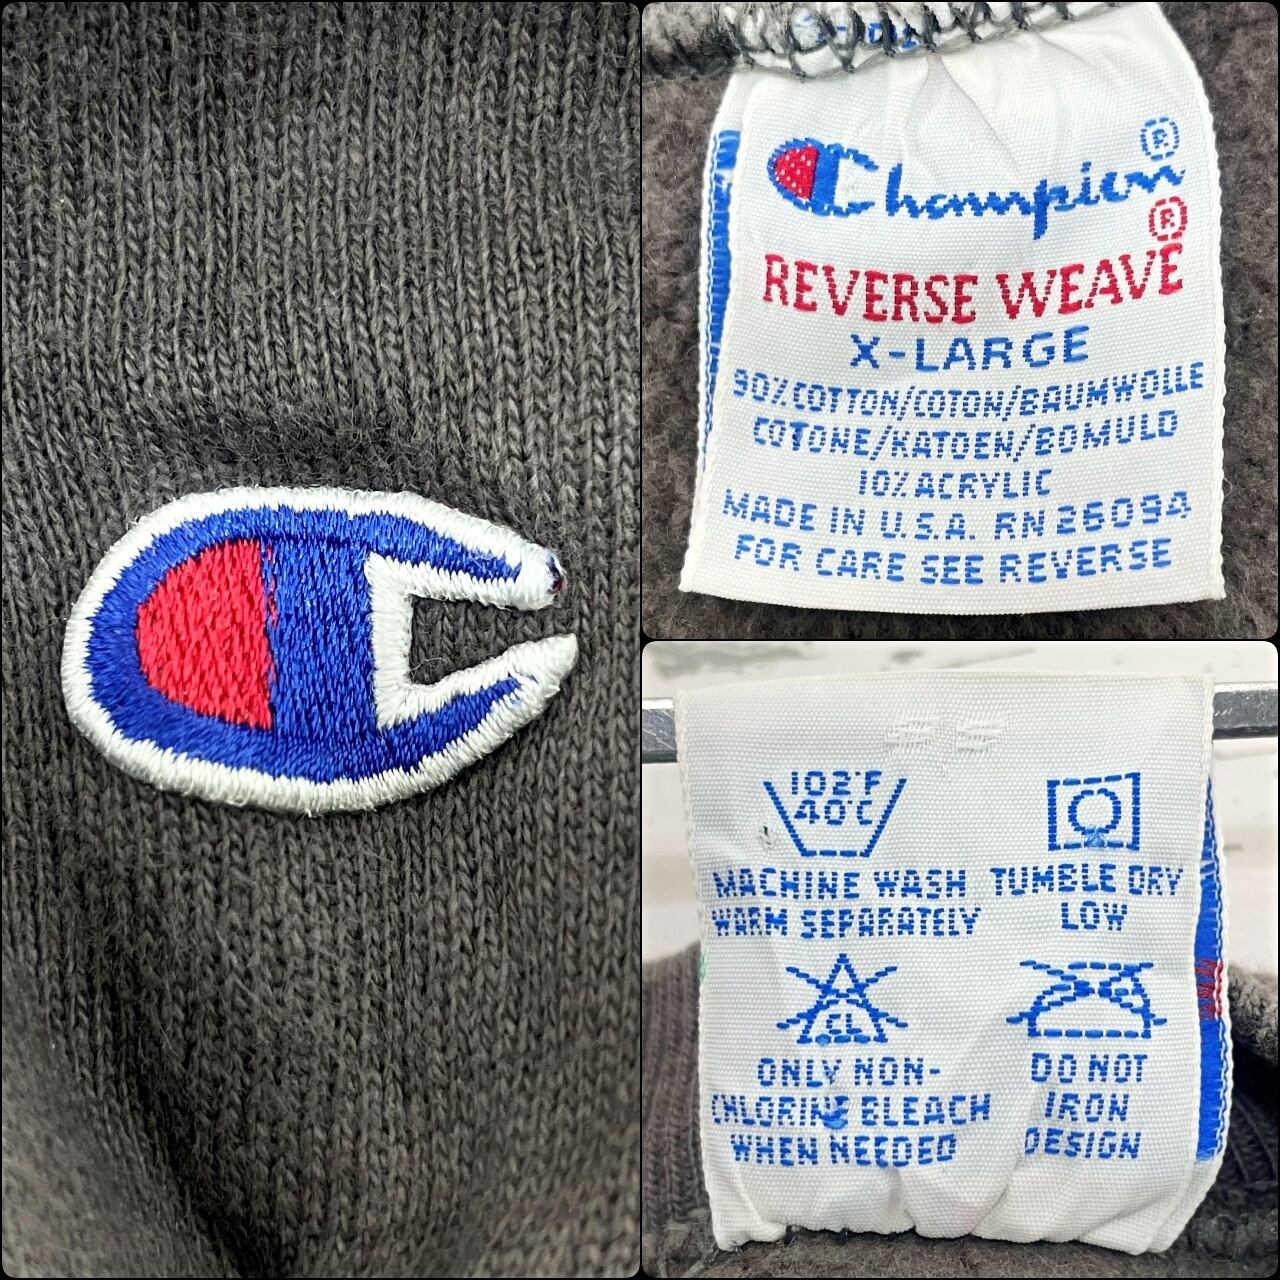 Champion®
REVERSE WEAVE®
X-LARGE
90% COTTON/COTON/BAUMWOLLE
COTONE/KATOEN/BOMULD
10% ACRYLIC
MADE IN U.S.A. RN 26094
FOR CARE SEE REVERSE
102°F
40°C
MACHINE WASH
WARM SEPARATELY
TUMBLE DRY
LOW
CL
ONLY NON-
CHLORINE BLEACH
WHEN NEEDED
DO NOT
IRON
DESIGN